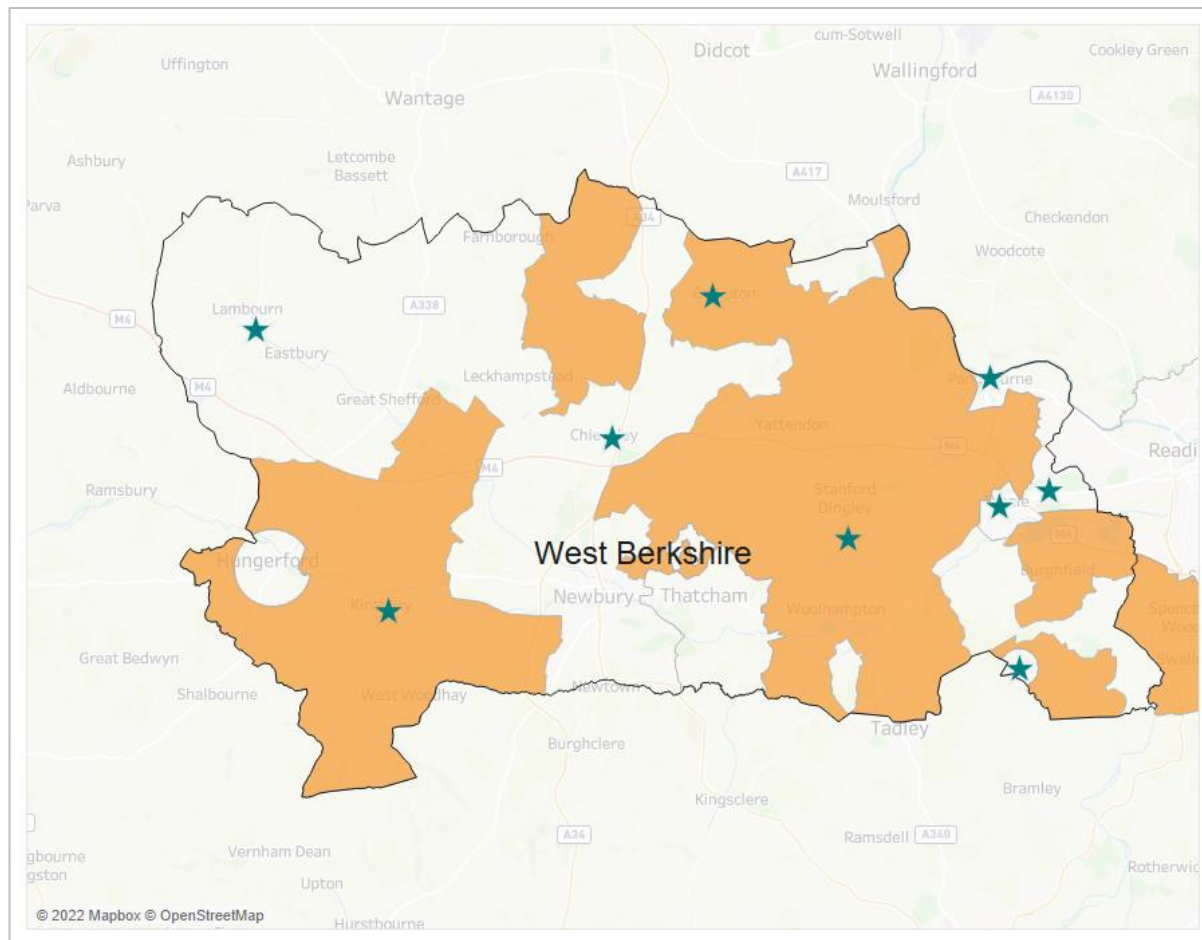 cum-Sotwell
Didcot
Cookley Green
Uffington
Wallingford
Wantage
A4130
Ashbury
Letcombe
Bassett
A417
Moulsford
Parva
A34
Checkendon
Farnborough
Woodcote
A338
Lambourn
M4
Eastbury
Leckhampstead
Aldbourne
M4
Great Shefford
Yattendon
M4
Readi
M4
Ramsbury
Stanford
Dingley
West Berkshire
M4
Hungerford
Burghfield
Newbury
Thatcham
Woolhampton
Great Bedwyn
Shalbourne
West Woodhay
Newtown
Tadley
Burghclere
Bramley
Kingsclere
A34
Ramsdell
A340
Vernham Dean
Rotherwic
Upton
Hurstbourne
© 2022 Mapbox © OpenStreetMap